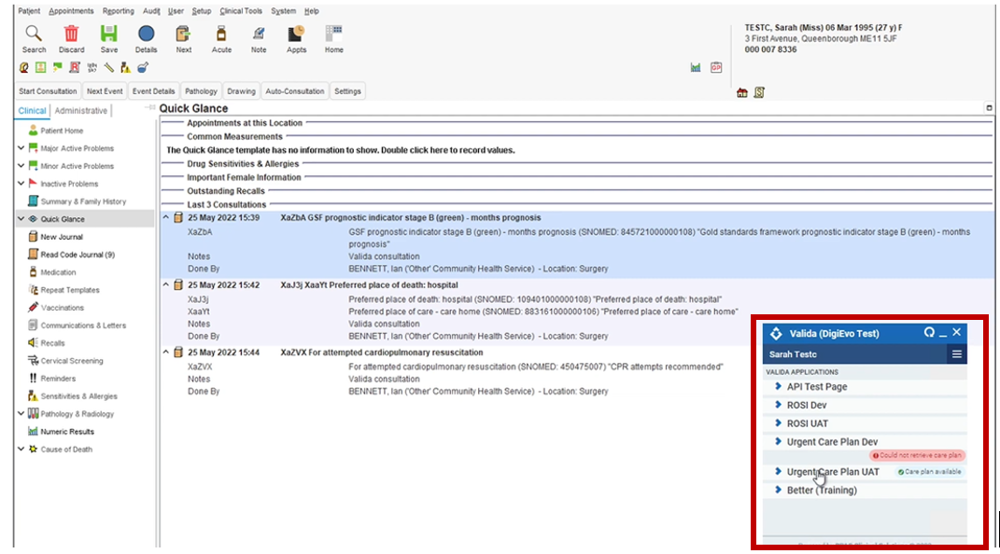 Patient Appointments Reporting Audit User Setup Clinical Tools System Help
Search Discard Save Details Next Acute Note Appts Home
TESTC, Sarah (Miss) 06 Mar 1995 (27 y) F
3 First Avenue, Queenborough ME11 5JF
000 007 8336
Start Consultation Next Event Event Details Pathology Drawing Auto-Consultation Settings
Clinical Administrative
Patient Home
Major Active Problems
Minor Active Problems
Inactive Problems
Summary & Family History
Quick Glance
New Journal
Read Code Journal (9)
Medication
Repeat Templates
Vaccinations
Communications & Letters
Recalls
Cervical Screening
Reminders
Sensitivities & Allergies
Pathology & Radiology
Numeric Results
Cause of Death
Quick Glance
Appointments at this Location
Common Measurements
The Quick Glance template has no information to show. Double click here to record values.
Drug Sensitivities & Allergies
Important Female Information
Outstanding Recalls
Last 3 Consultations
25 May 2022 15:39 XaZbA GSF prognostic indicator stage B (green) - months prognosis
XaZbA GSF prognostic indicator stage B (green) - months prognosis (SNOMED: 845721000000108) "Gold standards framework prognostic indicator stage B (green) - months
prognosis"
Notes Valida consultation
Done By BENNETT, Ian ('Other' Community Health Service) - Location: Surgery
25 May 2022 15:42 XaJ3j XaaYt Preferred place of death: hospital
XaJ3j Preferred place of death: hospital (SNOMED: 109401000000108) "Preferred place of death: hospital"
XaaYt Preferred place of care - care home (SNOMED: 883161000000106) "Preferred place of care - care home"
Notes Valida consultation
Done By BENNETT, Ian ('Other' Community Health Service) - Location: Surgery
25 May 2022 15:44 XaZVX For attempted cardiopulmonary resuscitation
XaZVX For attempted cardiopulmonary resuscitation (SNOMED: 450475007) "CPR attempts recommended"
Notes Valida consultation
Done By BENNETT, Ian ('Other' Community Health Service) - Location: Surgery
Valida (DigiEvo Test)
Sarah Testc
VALIDA APPLICATIONS
API Test Page
ROSI Dev
ROSI UAT
Urgent Care Plan Dev
Could not retrieve care plan
Urgent Care Plan UAT Care plan available
Better (Training)